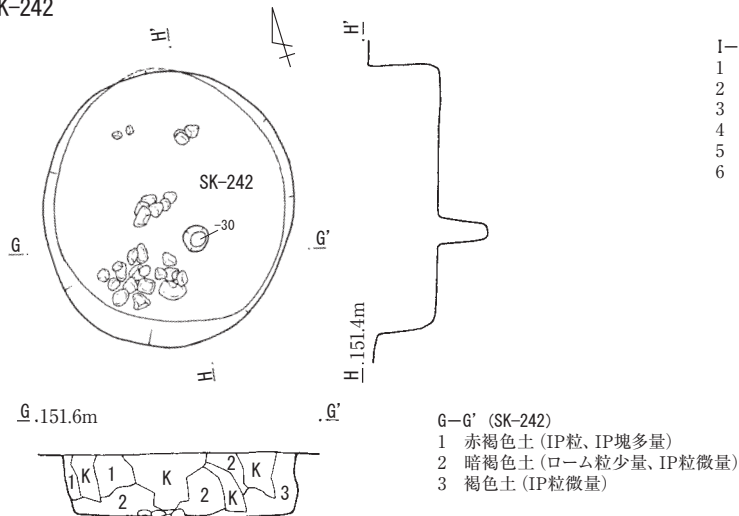 SK-242
H'
H'
I-
1
2
3
4
5
6
SK-242
-30
G
G'
H
H 151.4m
G 151.6m
G'
G-G' (SK-242)
1 赤褐色土(IP粒、IP塊多量)
2 暗褐色土(ローム粒少量、IP粒微量)
3 褐色土(IP粒微量)
1 K 1 K 2 K
2 2 K 3